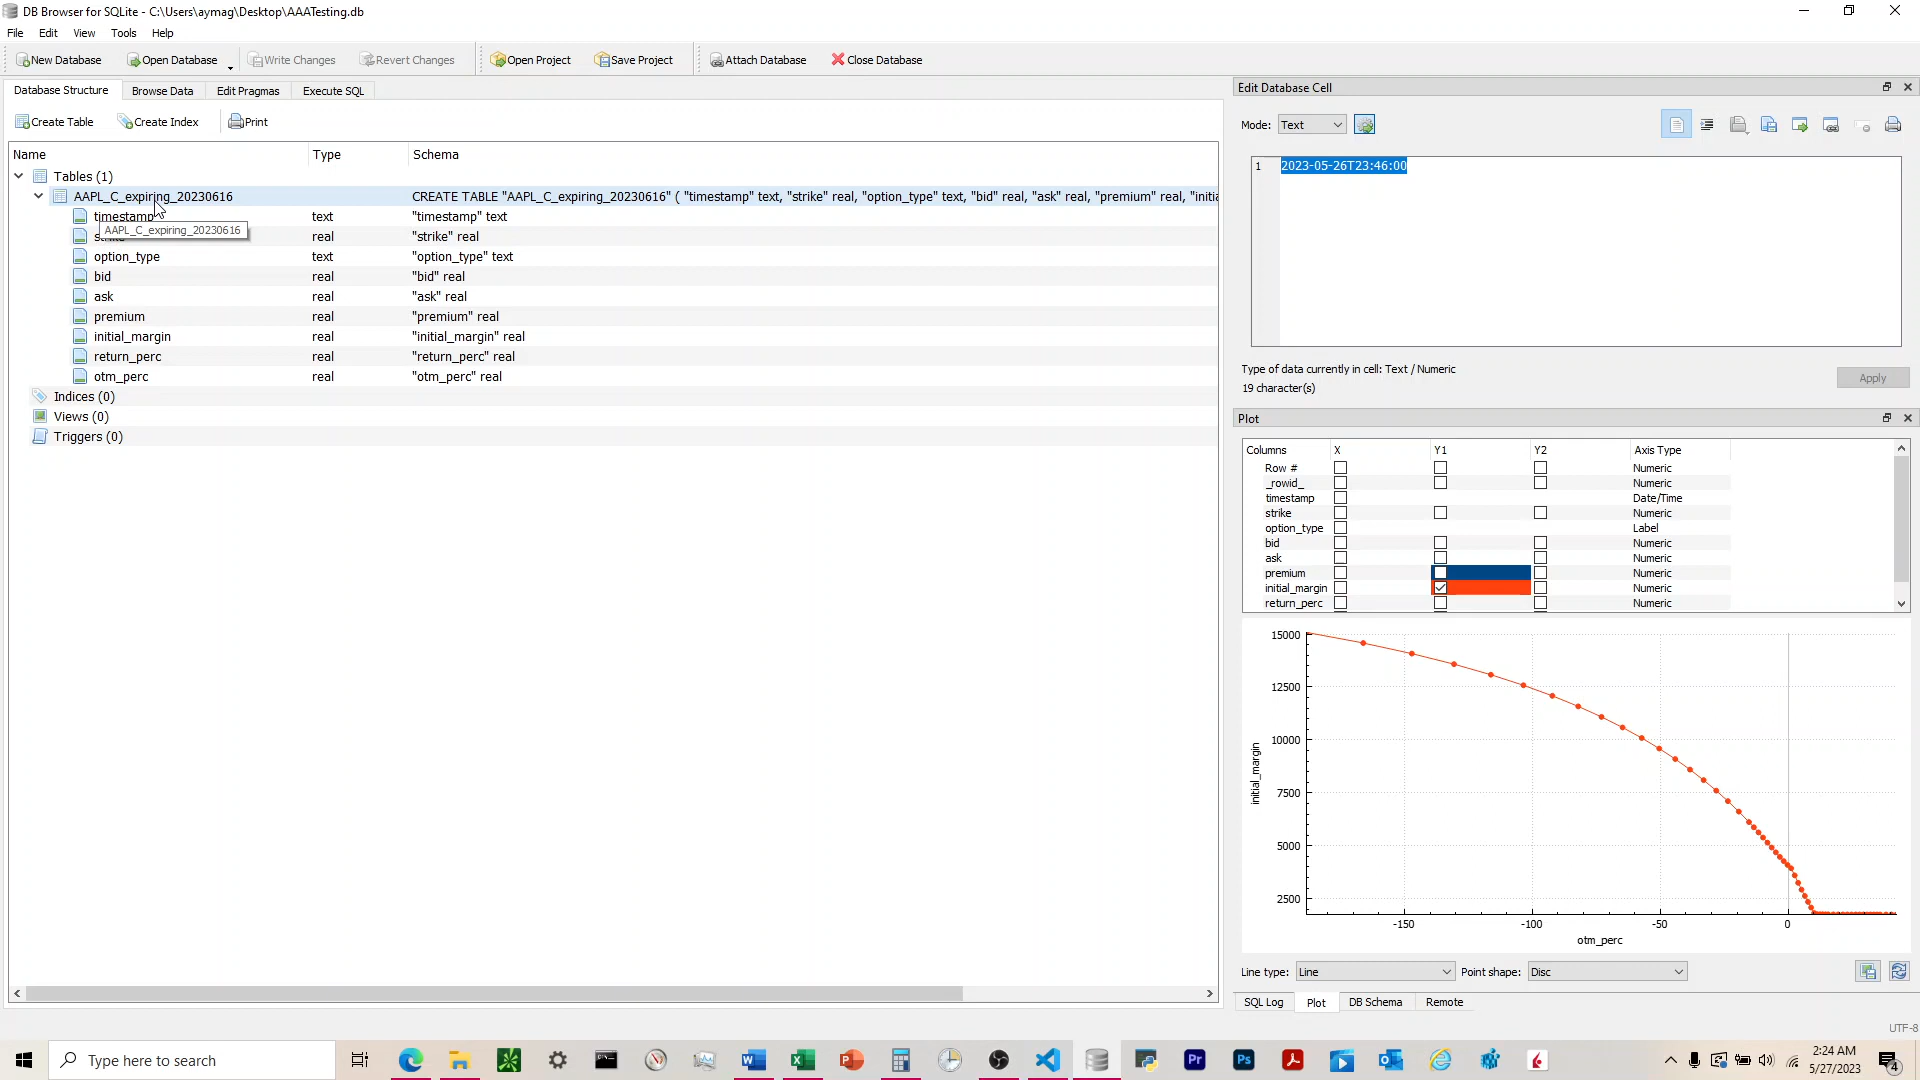 DB Browser for SQLite - C:\Users\aymag\Desktop\AAATesting.db
File Edit View Tools Help
New Database Open Database Write Changes Revert Changes Open Project Save Project Attach Database Close Database
Database Structure Browse Data Edit Pragmas Execute SQL
Create Table Create Index Print
Name Type Schema
Tables (1)
AAPL_C_expiring_20230616 CREATE TABLE "AAPL_C_expiring_20230616" ( "timestamp" text, "strike" real, "option_type" text, "bid" real, "ask" real, "premium" real, "initia
timestamp text "timestamp" text
AAPL_C_expiring_20230616
strike real "strike" real
option_type text "option_type" text
bid real "bid" real
ask real "ask" real
premium real "premium" real
initial_margin real "initial_margin" real
return_perc real "return_perc" real
otm_perc real "otm_perc" real
Indices (0)
Views (0)
Triggers (0)
Edit Database Cell
Mode: Text
1 2023-05-26T23:46:00
Type of data currently in cell: Text / Numeric
19 character(s)
Apply
Plot
Columns X Y1 Y2 Axis Type
Row # Numeric
_rowid_ Numeric
timestamp Date/Time
strike Numeric
option_type Label
bid Numeric
ask Numeric
premium Numeric
initial_margin Numeric
return_perc Numeric
15000
12500
10000
7500
5000
2500
initial_margin
-150 -100 -50 0
otm_perc
Line type: Line Point shape: Disc
SQL Log Plot DB Schema Remote
UTF-8
Type here to search
2:24 AM
5/27/2023
4